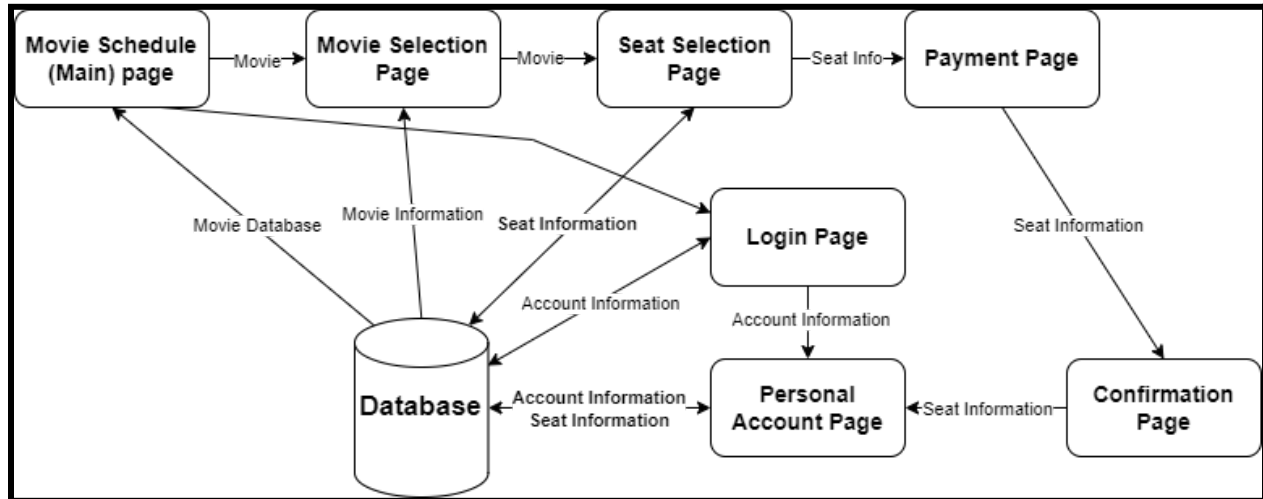 Movie Schedule
(Main) page
Movie
Movie Selection
Page
Movie
Seat Selection
Page
Seat Info
Payment Page
Movie Database
Movie Information
Seat Information
Login Page
Seat Information
Account Information
Account Information
Database
Account Information
Seat Information
Personal
Account Page
Seat Information
Confirmation
Page